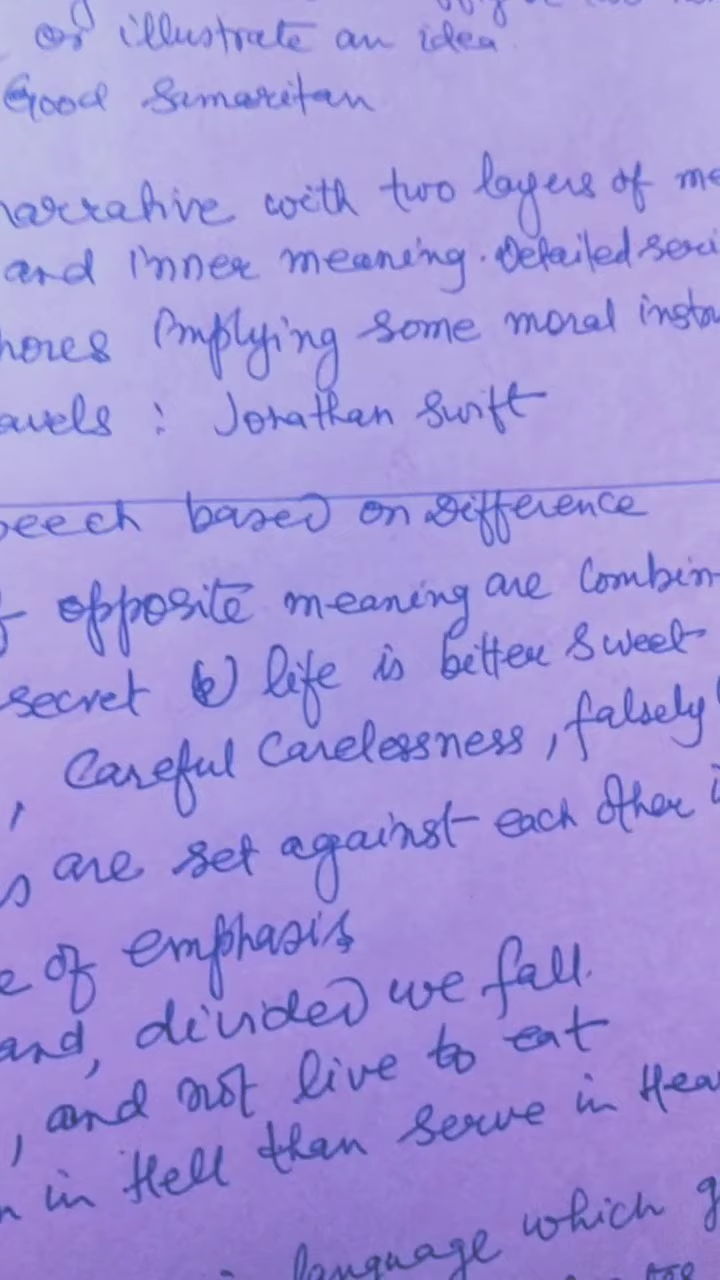 or illustrate an idea
Good Samaritan
narrative with two layers of me
and inner meaning. Detailed seri
hores implying some moral instru
avels : Jonathan Swift
peech based on Difference
f opposite meaning are Combin
secret life is bitter sweet
, Careful Carelessness, falsely
s are set against each other i
e of emphasis
and, divided we fall.
, and not live to eat
n in Hell than serve in Hea
language which g